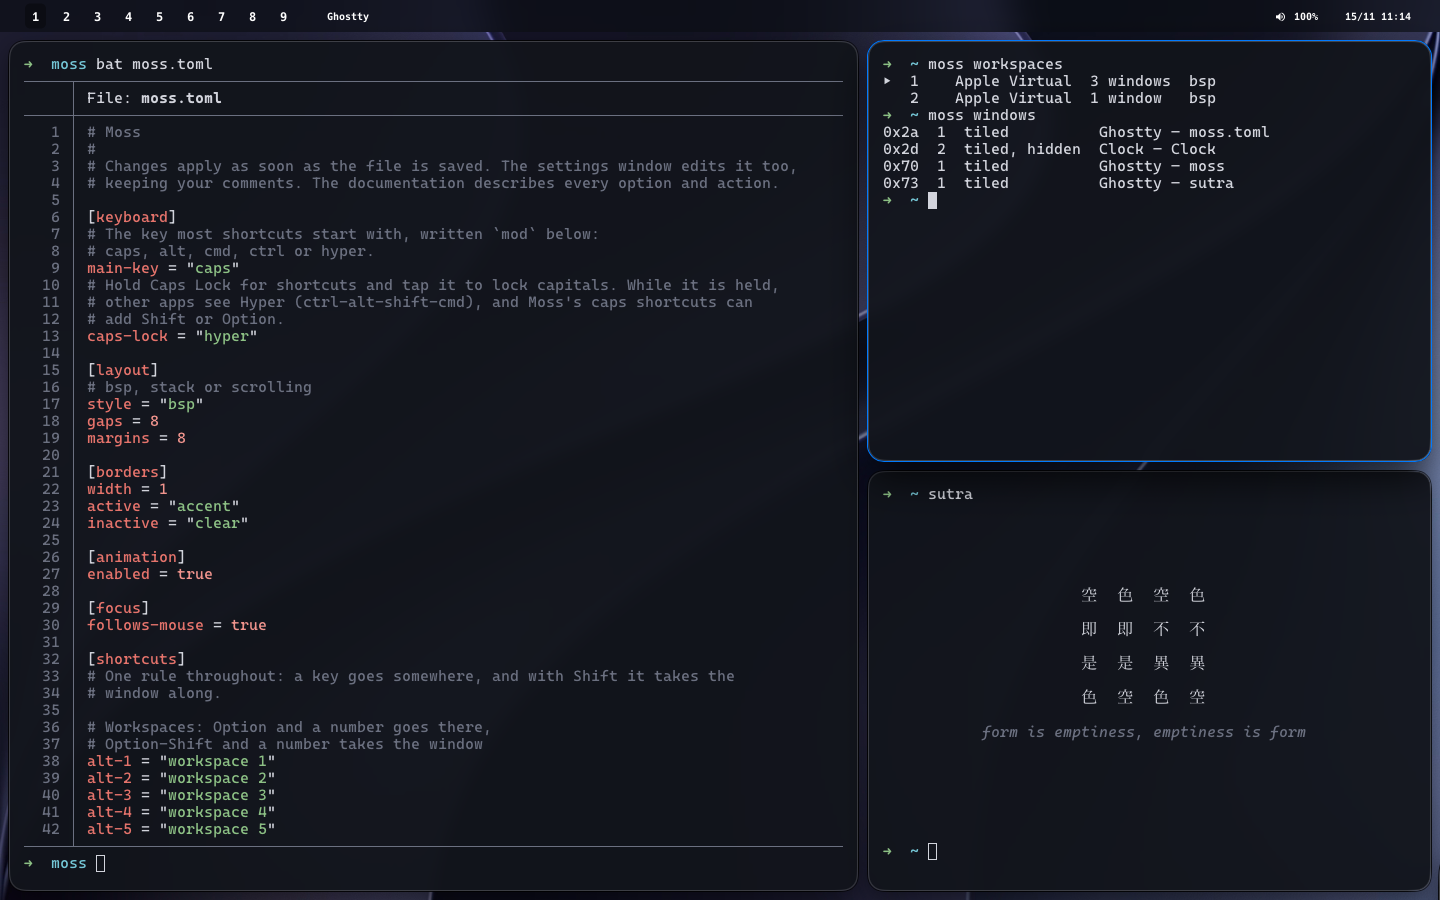 1 2 3 4 5 6 7 8 9 Ghostty 100% 15/11 11:14
→ moss bat moss.toml
File: moss.toml
1 # Moss
2 #
3 # Changes apply as soon as the file is saved. The settings window edits it too,
4 # keeping your comments. The documentation describes every option and action.
5
6 [keyboard]
7 # The key most shortcuts start with, written `mod` below:
8 # caps, alt, cmd, ctrl or hyper.
9 main-key = "caps"
10 # Hold Caps Lock for shortcuts and tap it to lock capitals. While it is held,
11 # other apps see Hyper (ctrl-alt-shift-cmd), and Moss's caps shortcuts can
12 # add Shift or Option.
13 caps-lock = "hyper"
14
15 [layout]
16 # bsp, stack or scrolling
17 style = "bsp"
18 gaps = 8
19 margins = 8
20
21 [borders]
22 width = 1
23 active = "accent"
24 inactive = "clear"
25
26 [animation]
27 enabled = true
28
29 [focus]
30 follows-mouse = true
31
32 [shortcuts]
33 # One rule throughout: a key goes somewhere, and with Shift it takes the
34 # window along.
35
36 # Workspaces: Option and a number goes there,
37 # Option-Shift and a number takes the window
38 alt-1 = "workspace 1"
39 alt-2 = "workspace 2"
40 alt-3 = "workspace 3"
41 alt-4 = "workspace 4"
42 alt-5 = "workspace 5"
→ moss
→ ~ moss workspaces
▸ 1 Apple Virtual 3 windows bsp
2 Apple Virtual 1 window bsp
→ ~ moss windows
0x2a 1 tiled Ghostty — moss.toml
0x2d 2 tiled, hidden Clock — Clock
0x70 1 tiled Ghostty — moss
0x73 1 tiled Ghostty — sutra
→ ~
→ ~ sutra
色不異空
空不異色
色即是空
空即是色
form is emptiness, emptiness is form
→ ~